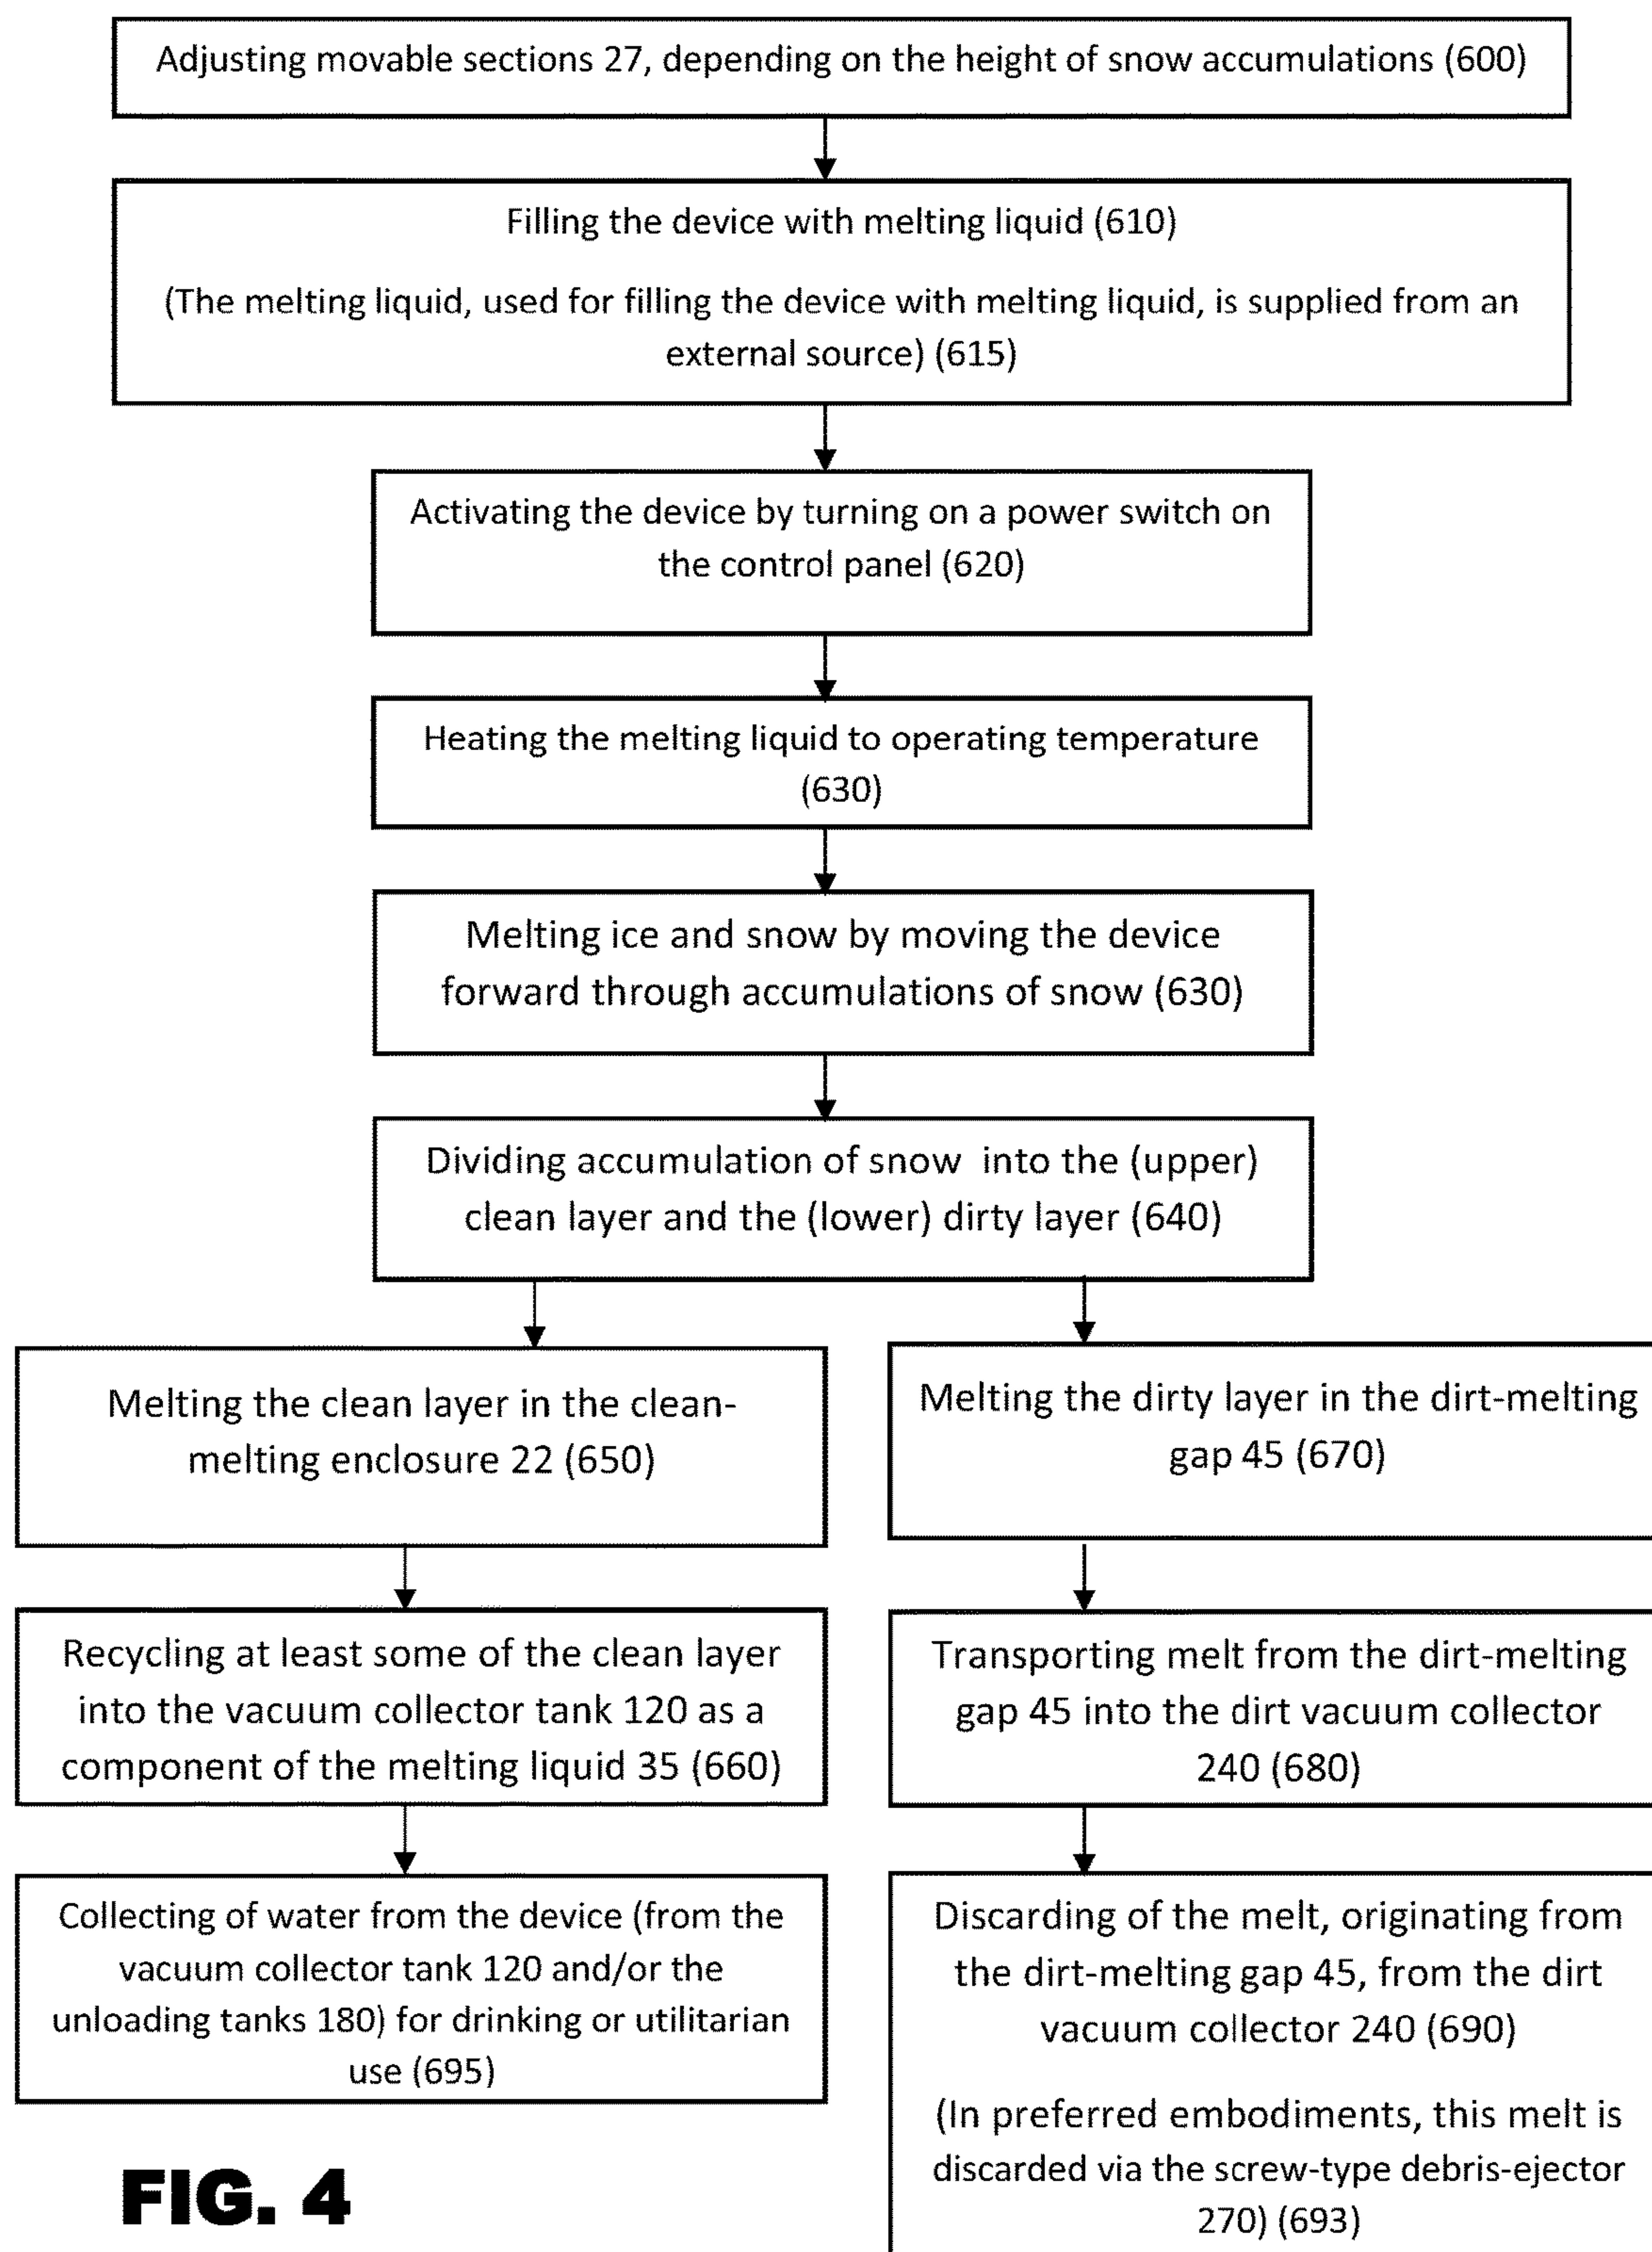 Adjusting movable sections 27, depending on the height of snow accumulations (600)
Filling the device with melting liquid (610)
(The melting liquid, used for filling the device with melting liquid, is supplied from an
external source) (615)
Activating the device by turning on a power switch on
the control panel (620)
Heating the melting liquid to operating temperature
(630)
Melting ice and snow by moving the device
forward through accumulations of snow (630)
Dividing accumulation of snow into the (upper)
clean layer and the (lower) dirty layer (640)
Melting the clean layer in the clean-
melting enclosure 22 (650)
Recycling at least some of the clean layer
into the vacuum collector tank 120 as a
component of the melting liquid 35 (660)
Collecting of water from the device (from the
vacuum collector tank 120 and/or the
unloading tanks 180) for drinking or utilitarian
use (695)
Melting the dirty layer in the dirt-melting
gap 45 (670)
Transporting melt from the dirt-melting
gap 45 into the dirt vacuum collector
240 (680)
Discarding of the melt, originating from
the dirt-melting gap 45, from the dirt
vacuum collector 240 (690)
(In preferred embodiments, this melt is
discarded via the screw-type debris-ejector
270) (693)
FIG. 4